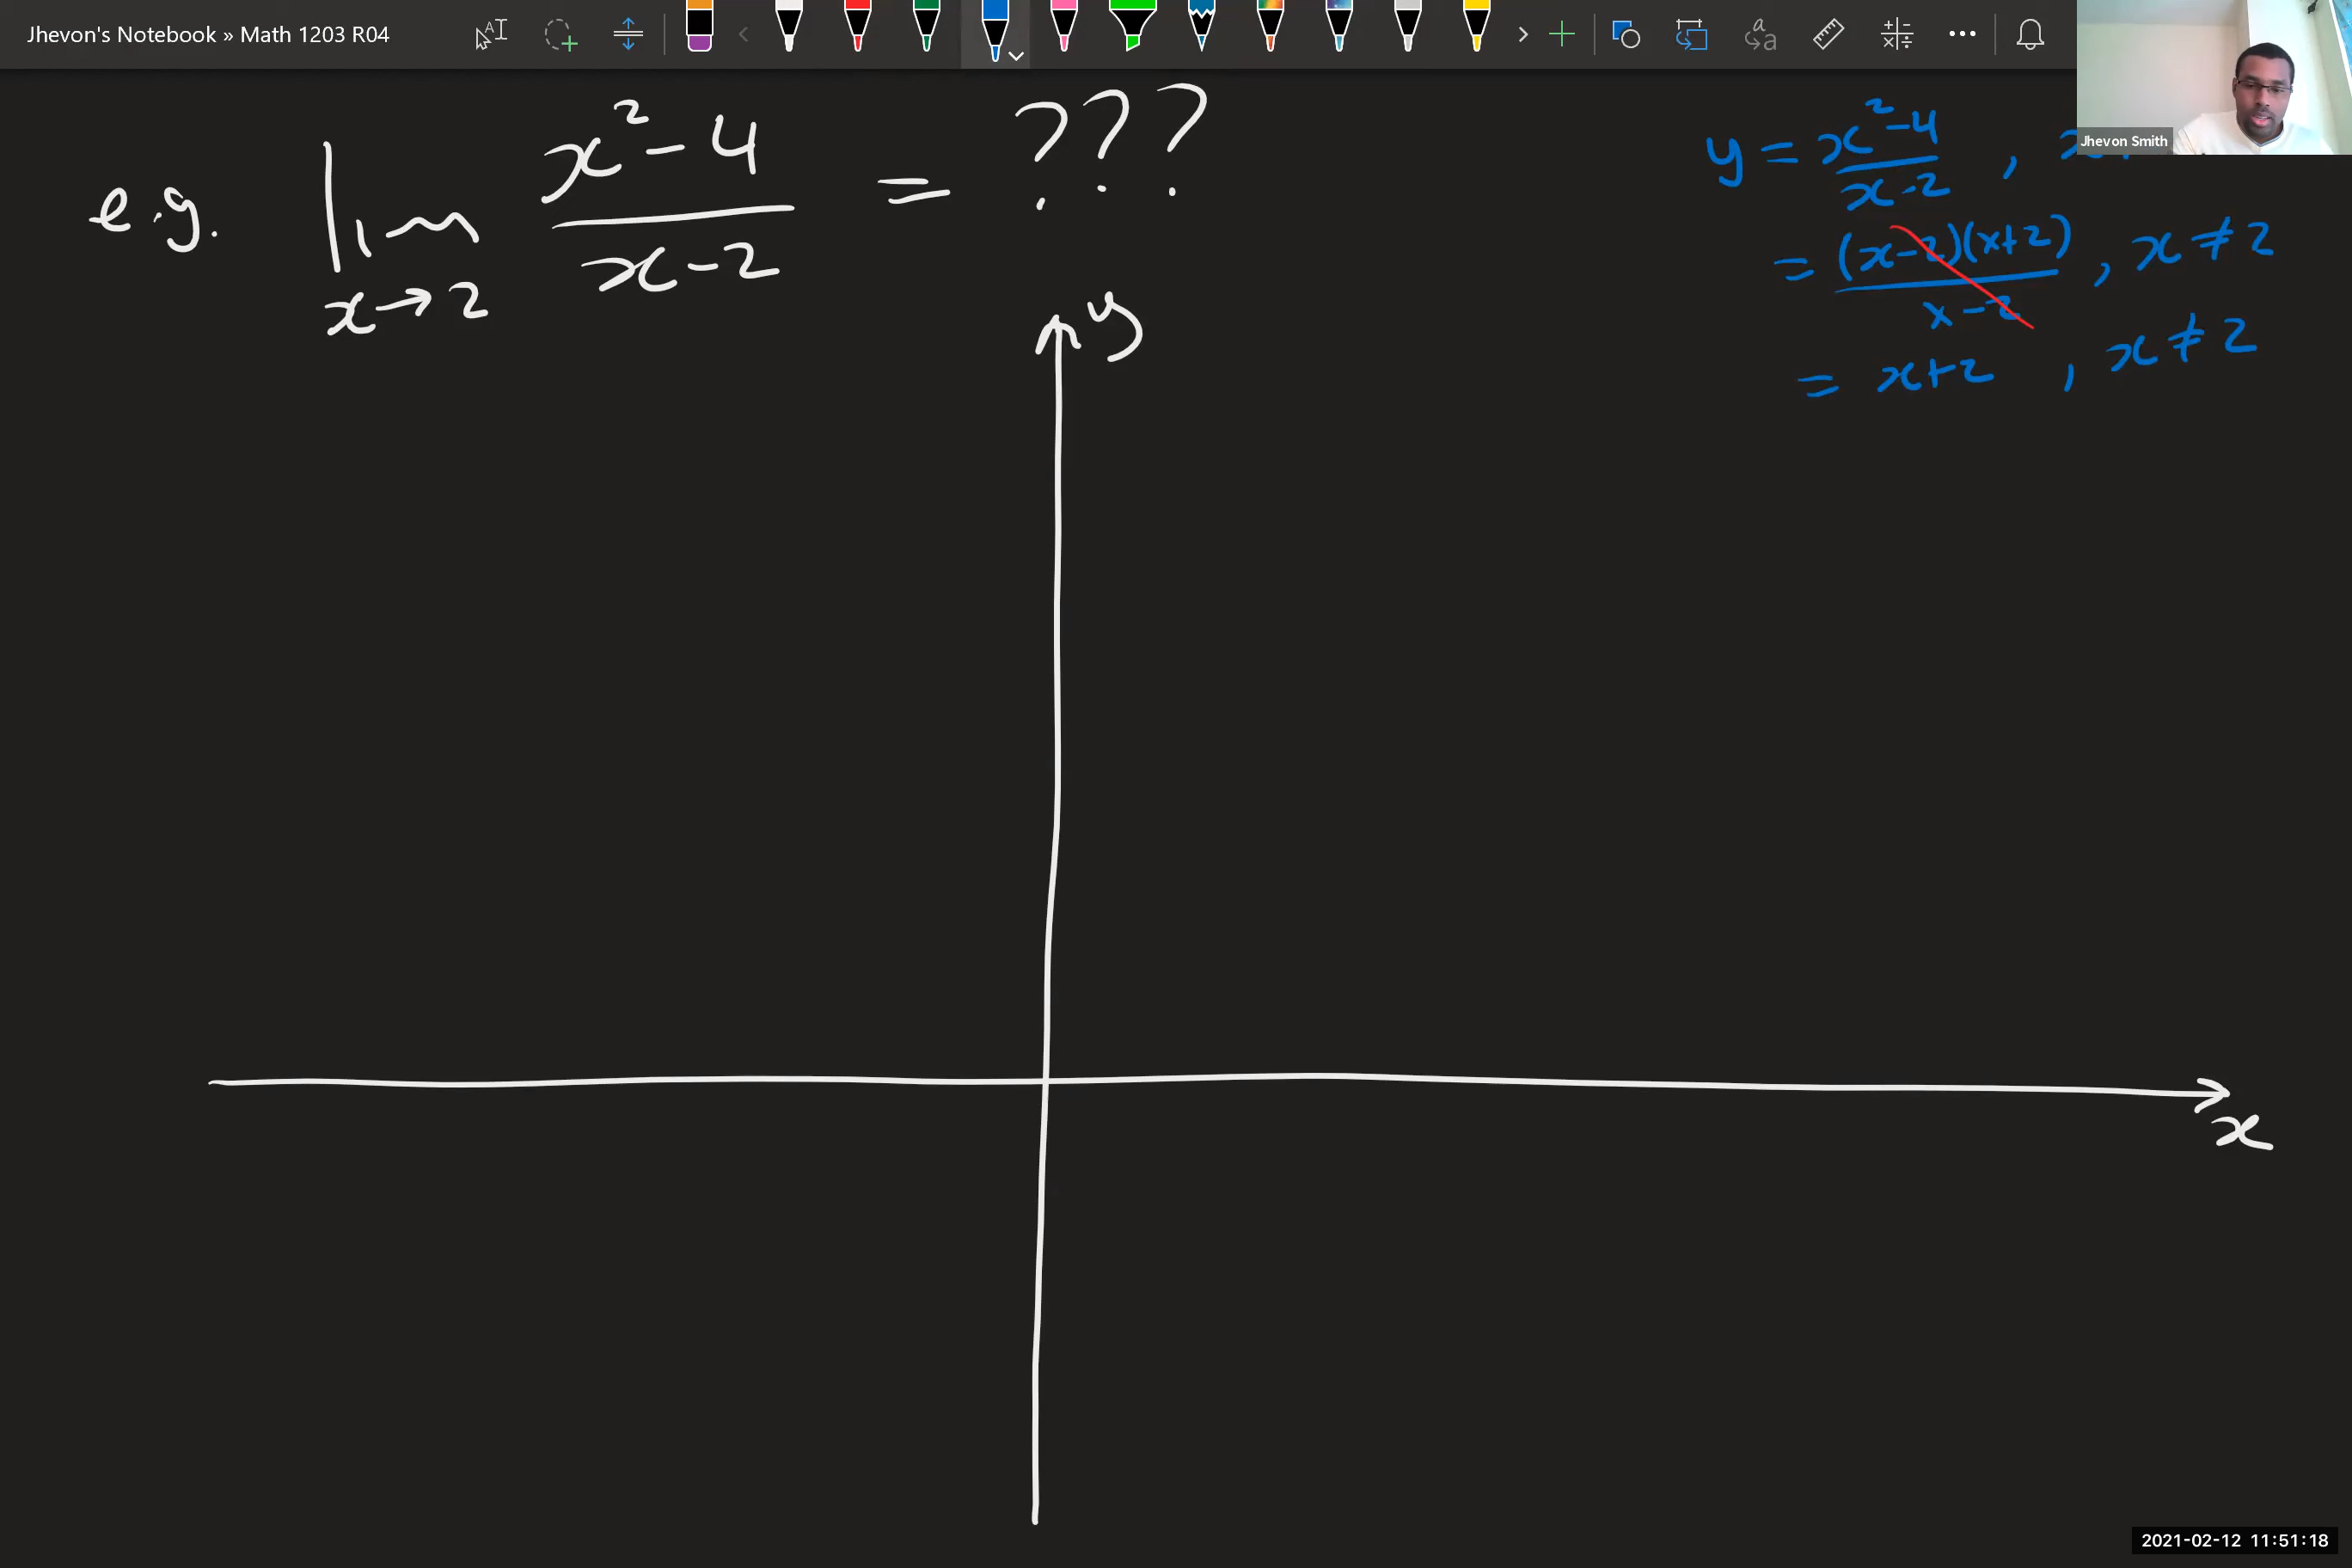 Jhevon's Notebook » Math 1203 R04
Jhevon Smith
e.g. lim x→2 x²-4 / x-2 = ???
y = x²-4 / x-2 , x
= (x-2)(x+2) / x-2 , x ≠ 2
= x+2 , x ≠ 2
y
x
2021-02-12 11:51:18